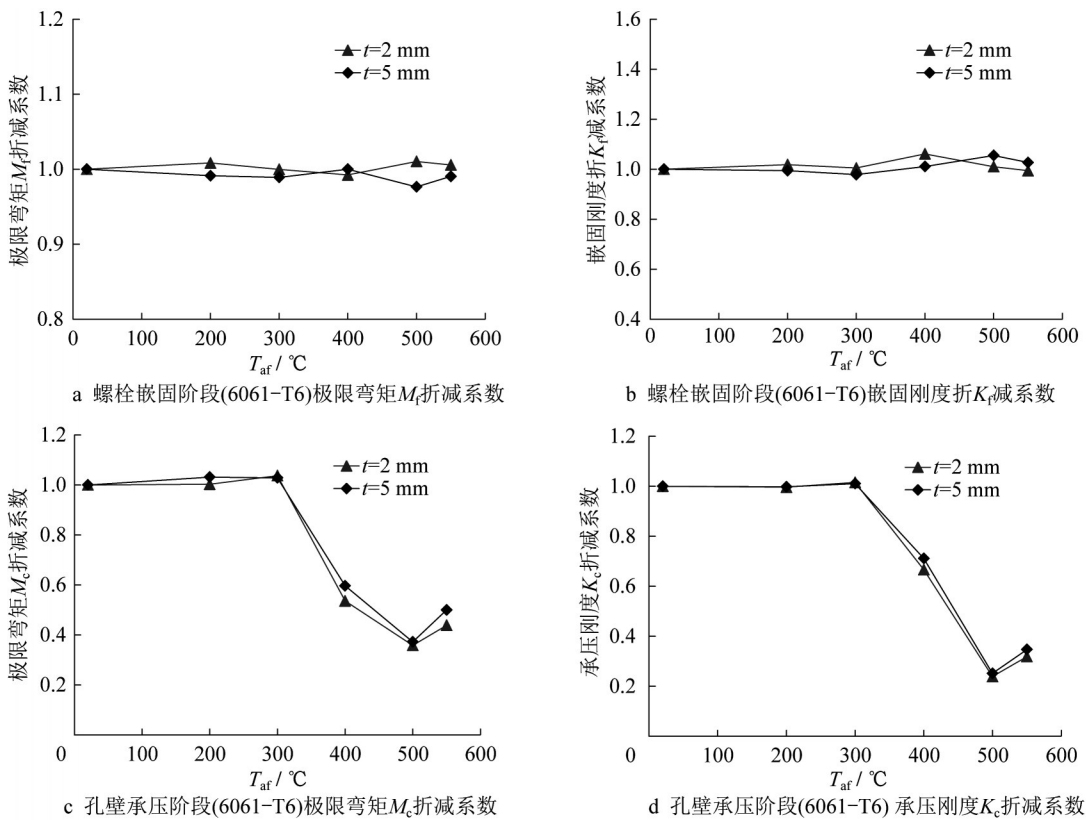 极限弯矩Mf折减系数
1.2
1.1
1.0
0.9
0.8
0 100 200 300 400 500 600
t=2 mm
t=5 mm
Taf / ℃
a 螺栓嵌固阶段(6061-T6)极限弯矩Mf折减系数
嵌固刚度折Kf减系数
1.6
1.4
1.2
1.0
0.8
0.6
0.4
0 100 200 300 400 500 600
t=2 mm
t=5 mm
Taf / ℃
b 螺栓嵌固阶段(6061-T6)嵌固刚度折Kf减系数
极限弯矩Mc折减系数
1.2
1.0
0.8
0.6
0.4
0.2
0 100 200 300 400 500 600
t=2 mm
t=5 mm
Taf / ℃
c 孔壁承压阶段(6061-T6)极限弯矩Mc折减系数
承压刚度Kc折减系数
1.2
1.0
0.8
0.6
0.4
0.2
0 100 200 300 400 500 600
t=2 mm
t=5 mm
Taf / ℃
d 孔壁承压阶段(6061-T6) 承压刚度Kc折减系数